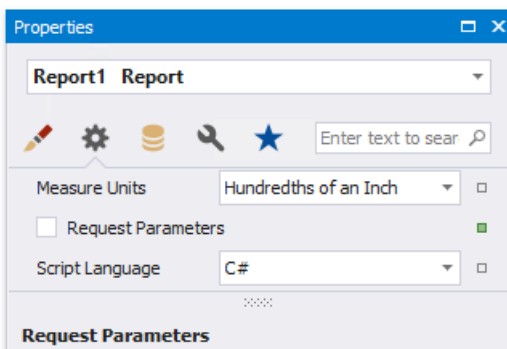 Properties
Report1 Report
Enter text to sear
Measure Units Hundredths of an Inch
Request Parameters
Script Language C#
Request Parameters